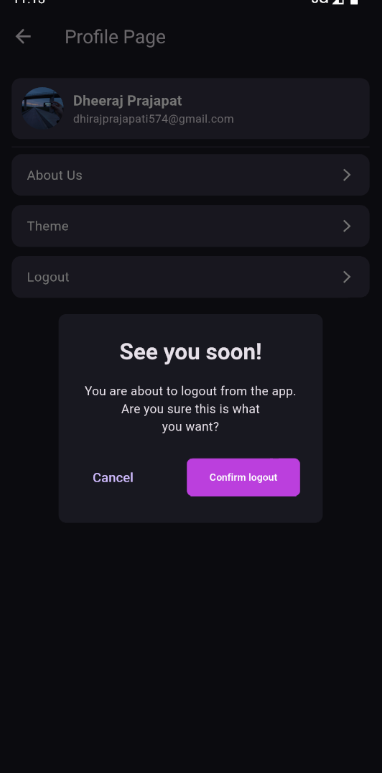 Profile Page
Dheeraj Prajapat
dhirajprajapati574@gmail.com
About Us
Theme
Logout
See you soon!
You are about to logout from the app.
Are you sure this is what
you want?
Cancel
Confirm logout